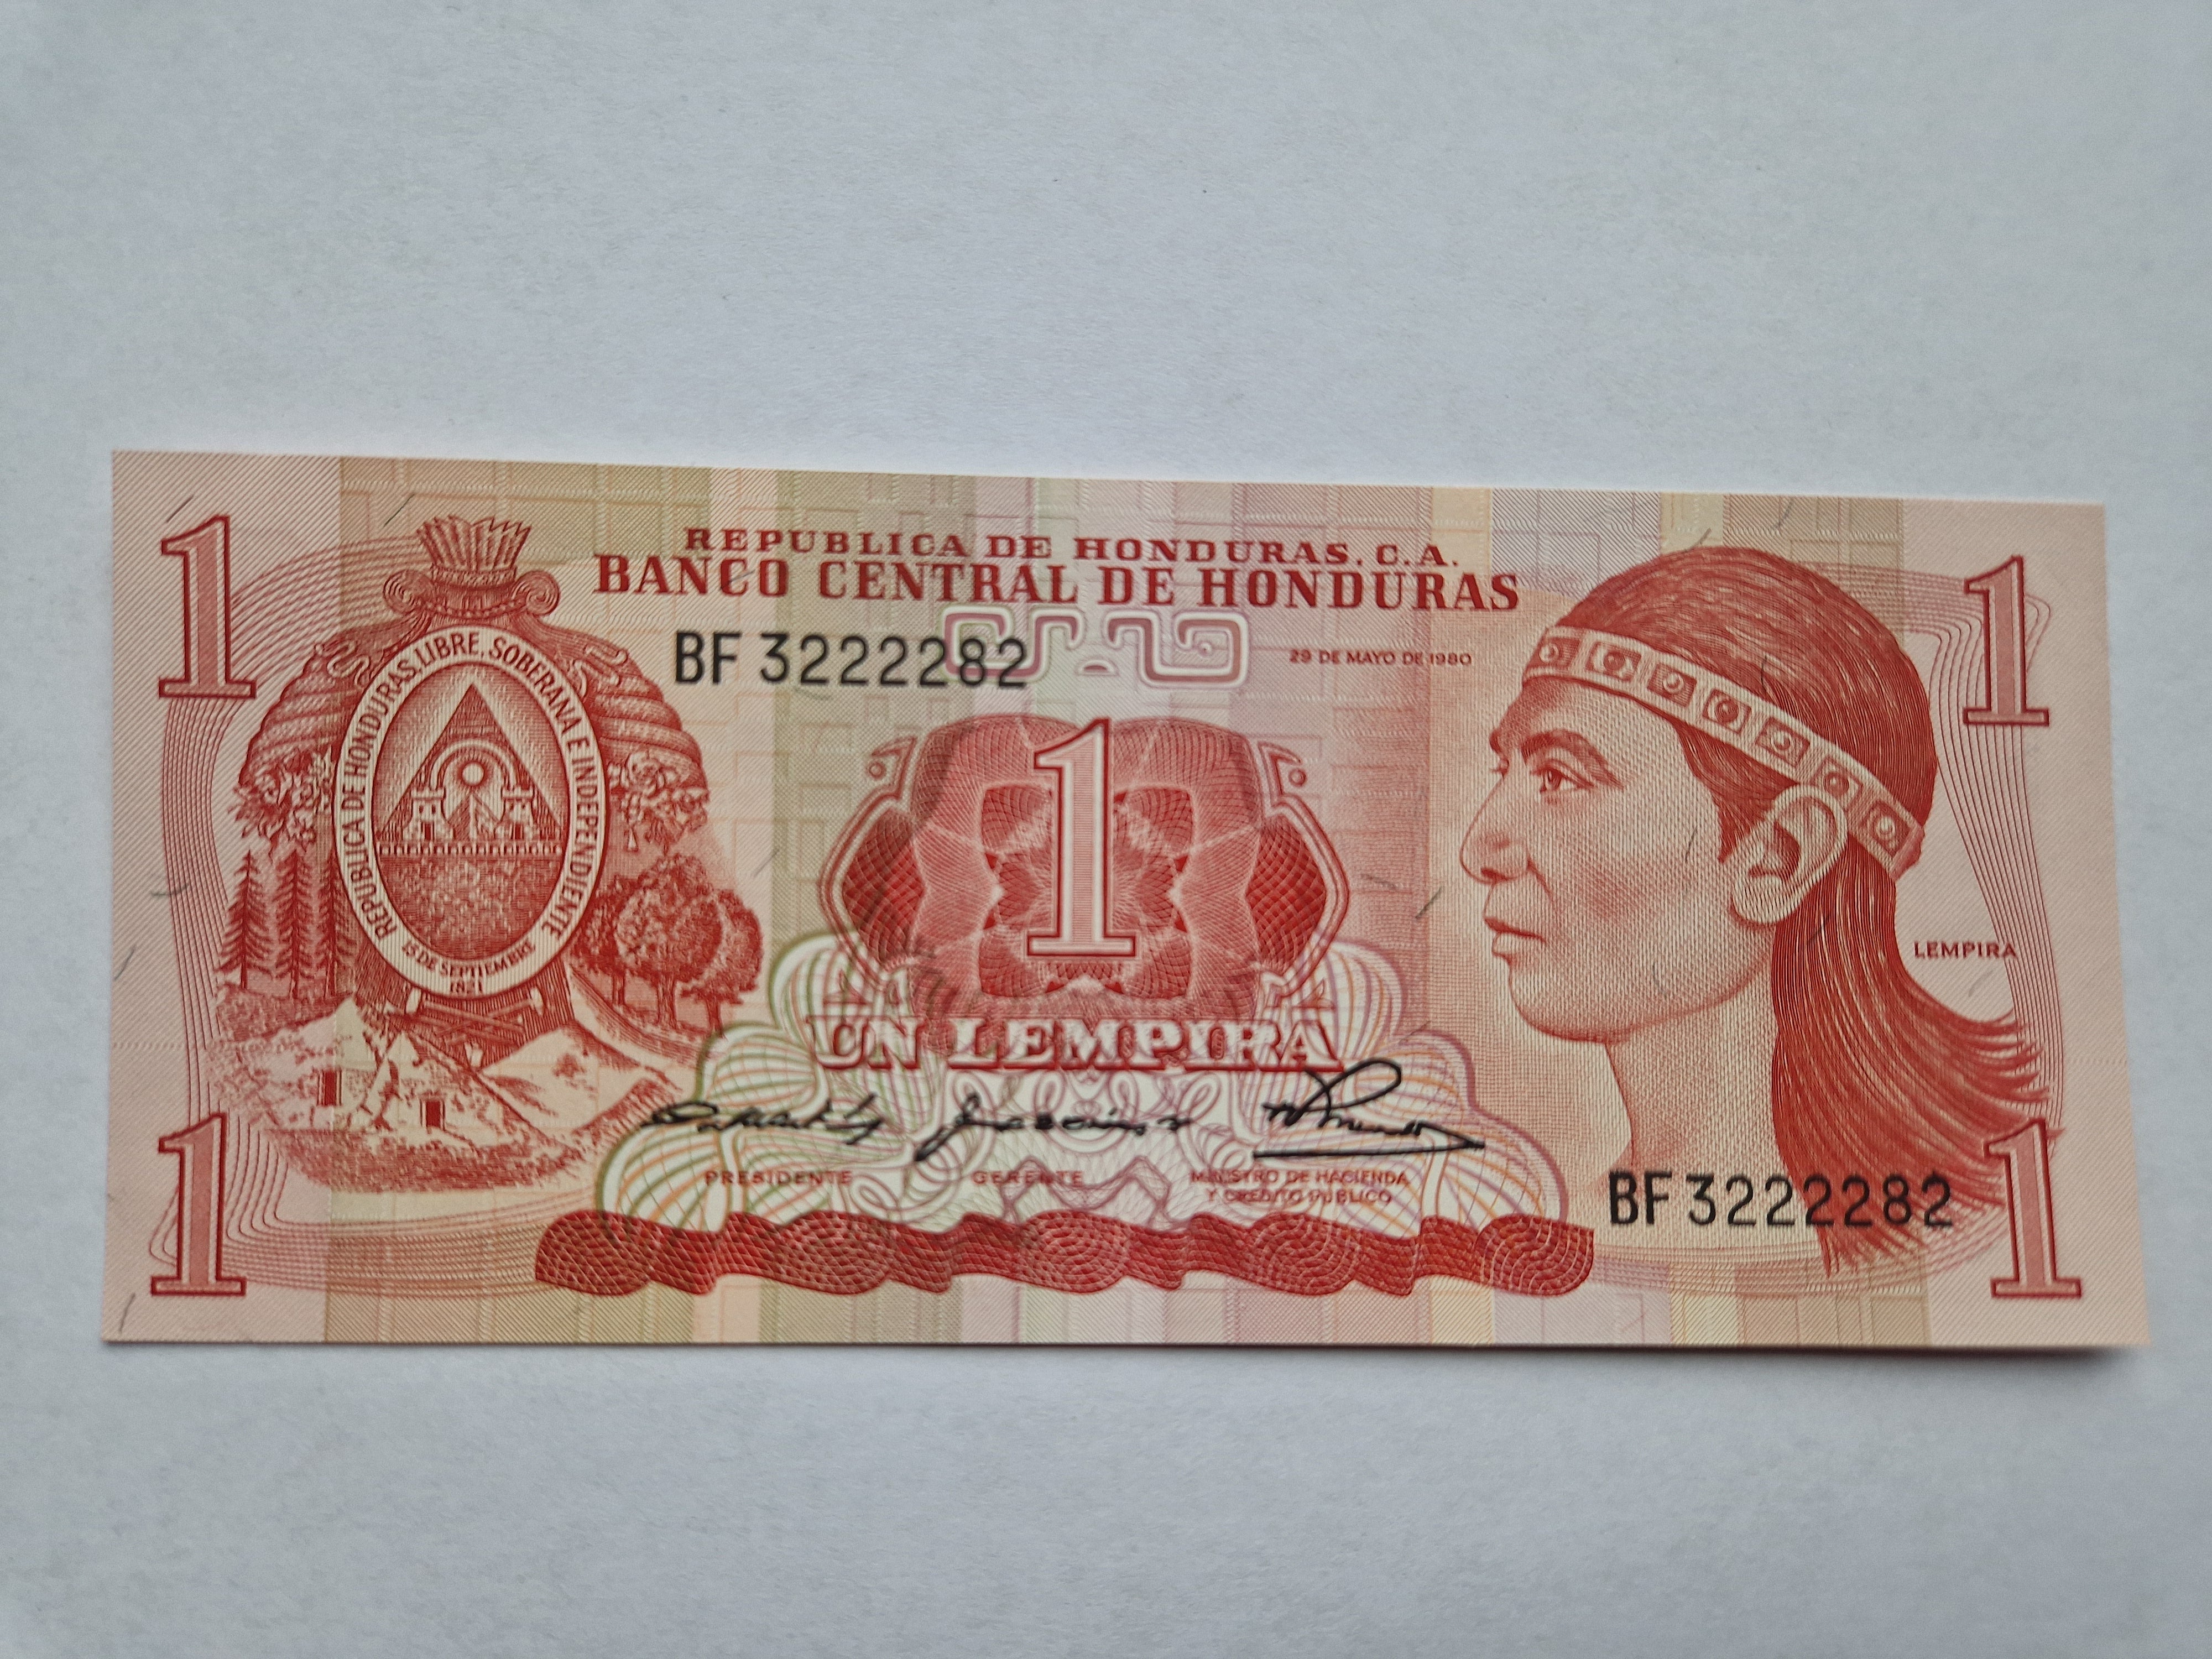 1
1
REPUBLICA DE HONDURAS, C.A.
BANCO CENTRAL DE HONDURAS
BF 3222282
29 DE MAYO DE 1980
REPUBLICA DE HONDURAS, LIBRE, SOBERANA E INDEPENDIENTE
15 DE SEPTIEMBRE
1821
1
LEMPIRA
UN LEMPIRA
PRESIDENTE
GERENTE
MINISTRO DE HACIENDA
Y CREDITO PUBLICO
BF 3222282
1
1